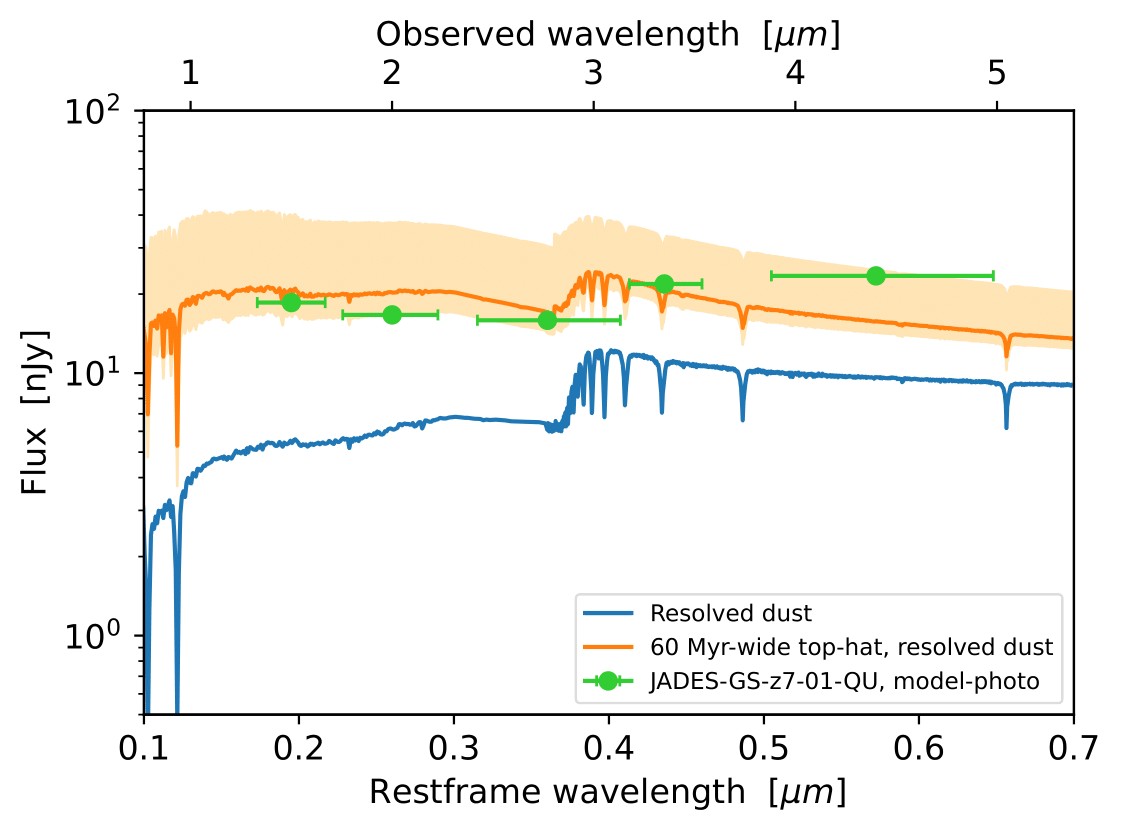 Observed wavelength [μm]
1 2 3 4 5
10²
10¹
10⁰
Flux [nJy]
Resolved dust
60 Myr-wide top-hat, resolved dust
JADES-GS-z7-01-QU, model-photo
0.1 0.2 0.3 0.4 0.5 0.6 0.7
Restframe wavelength [μm]